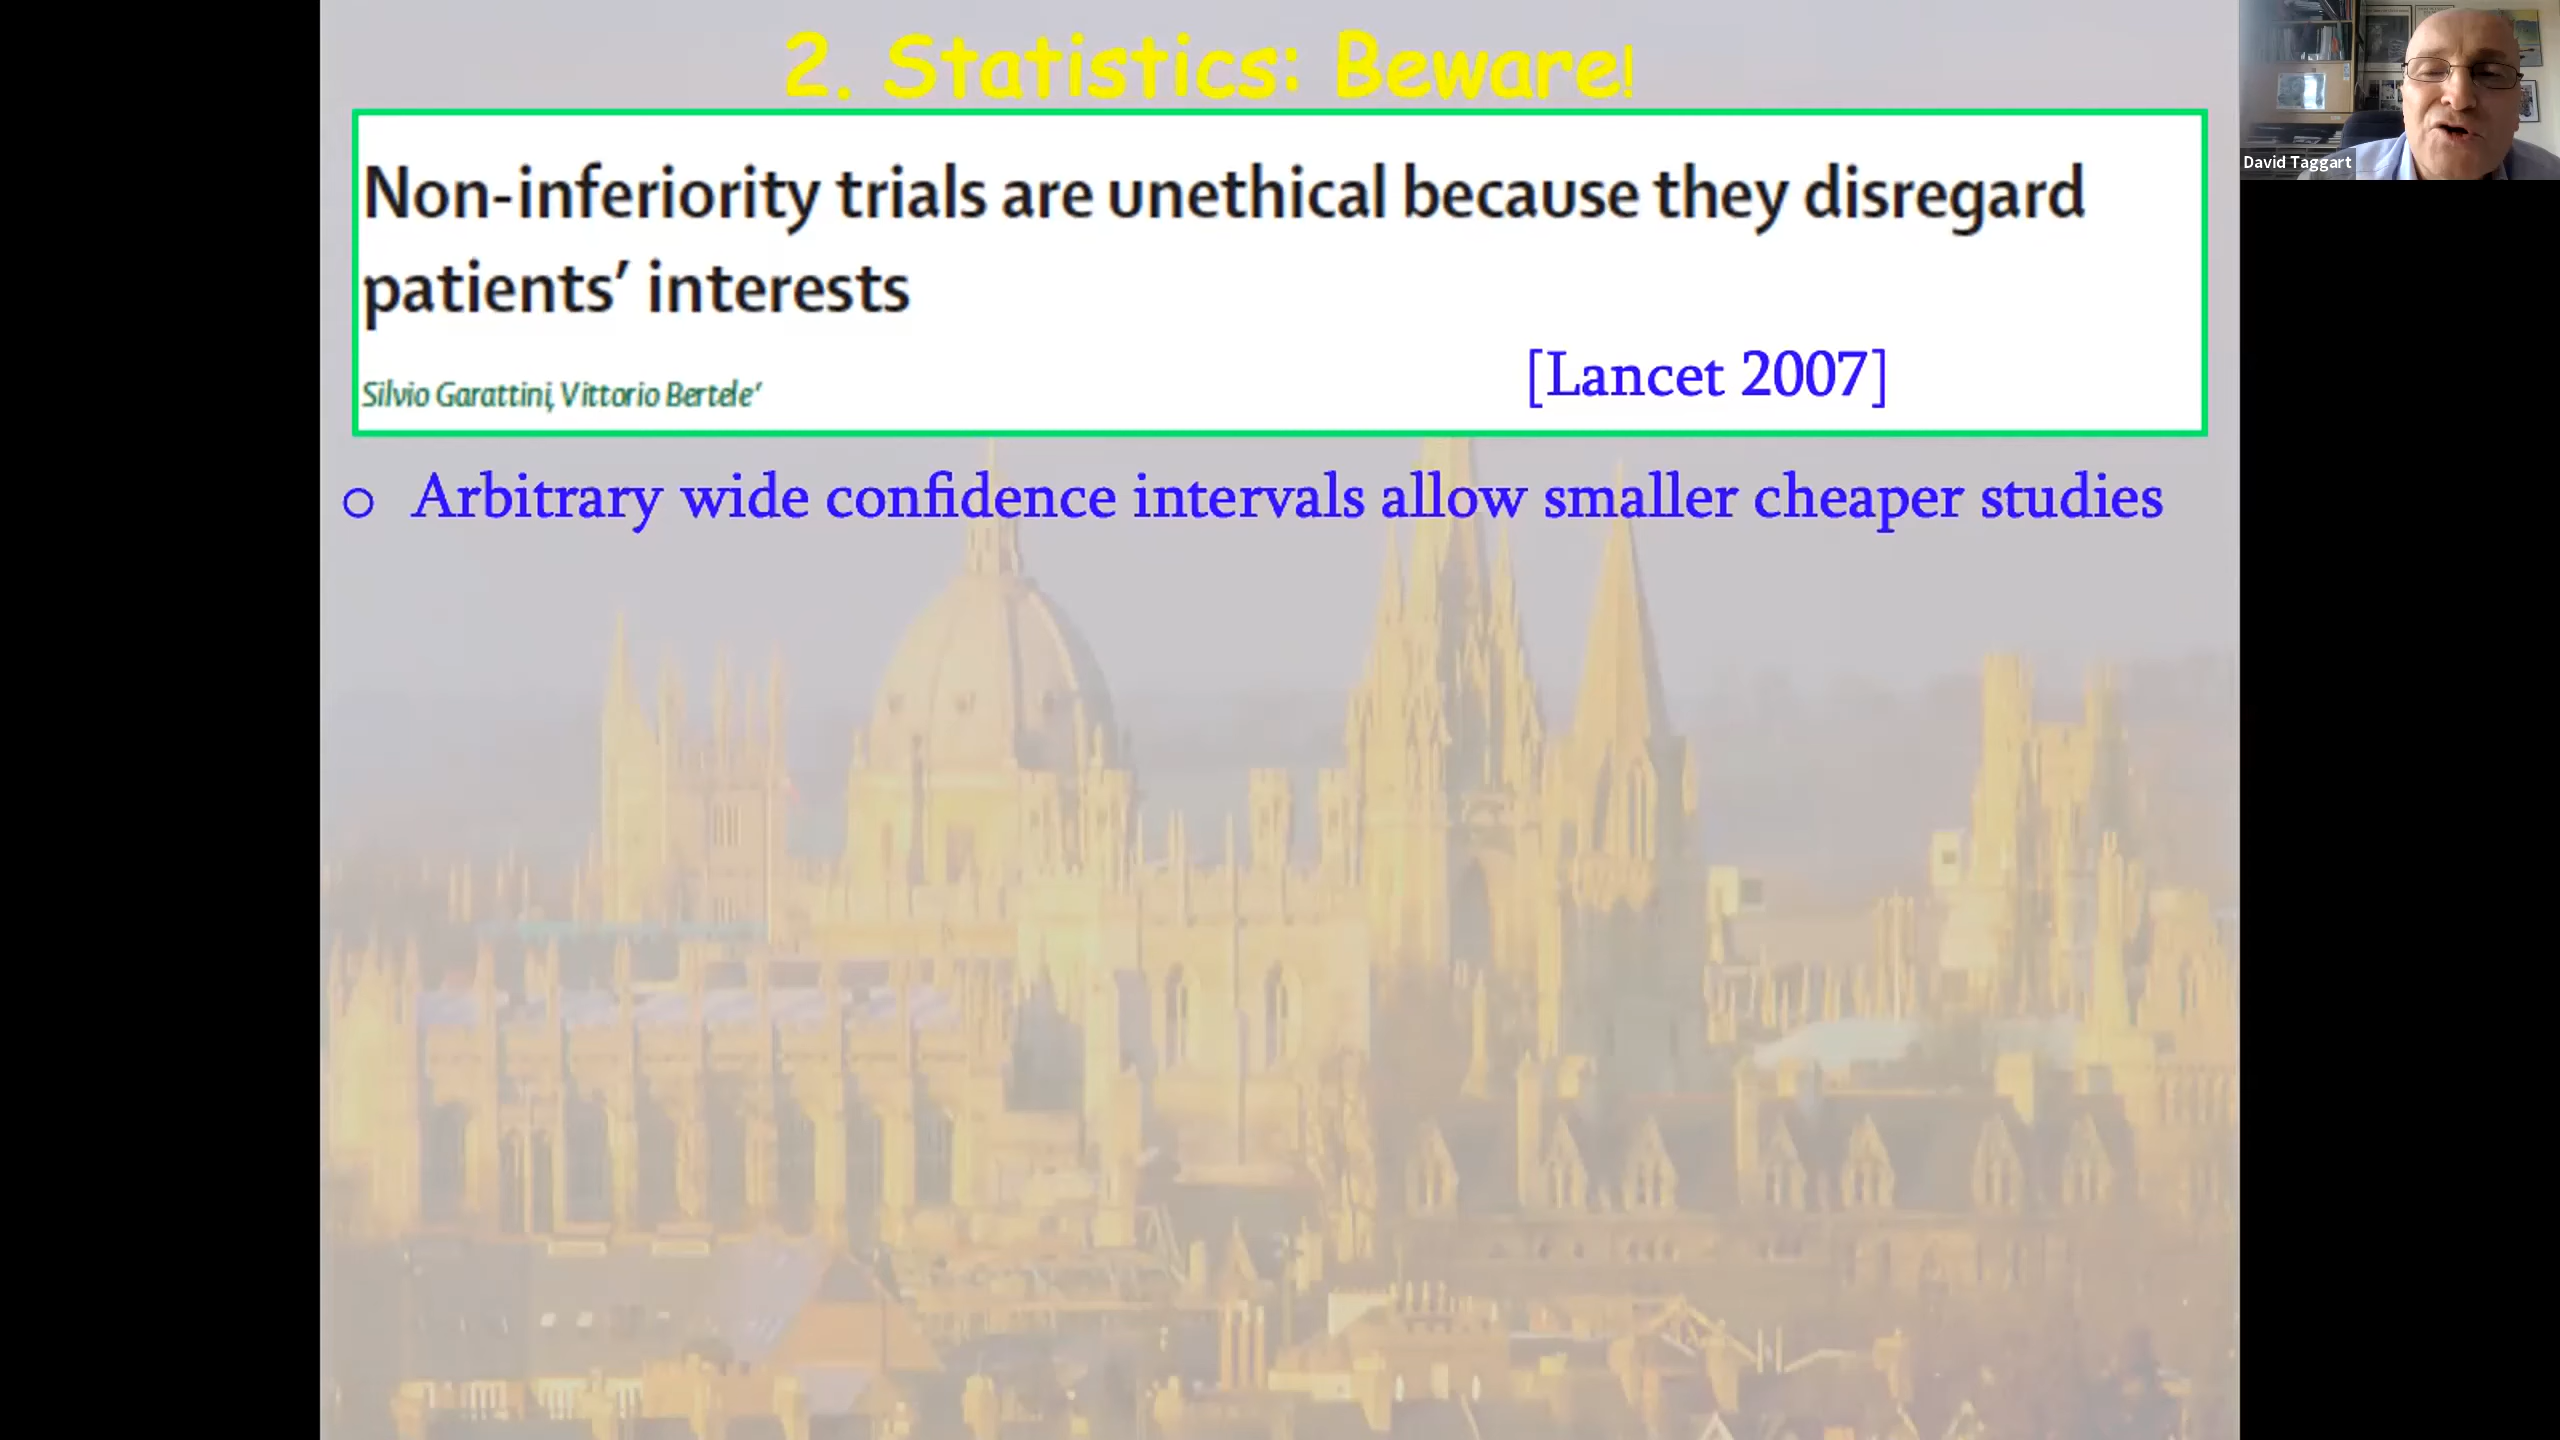 2. Statistics: Beware!
David Taggart
Non-inferiority trials are unethical because they disregard
patients’ interests
[Lancet 2007]
Silvio Garattini, Vittorio Bertele’
o Arbitrary wide confidence intervals allow smaller cheaper studies